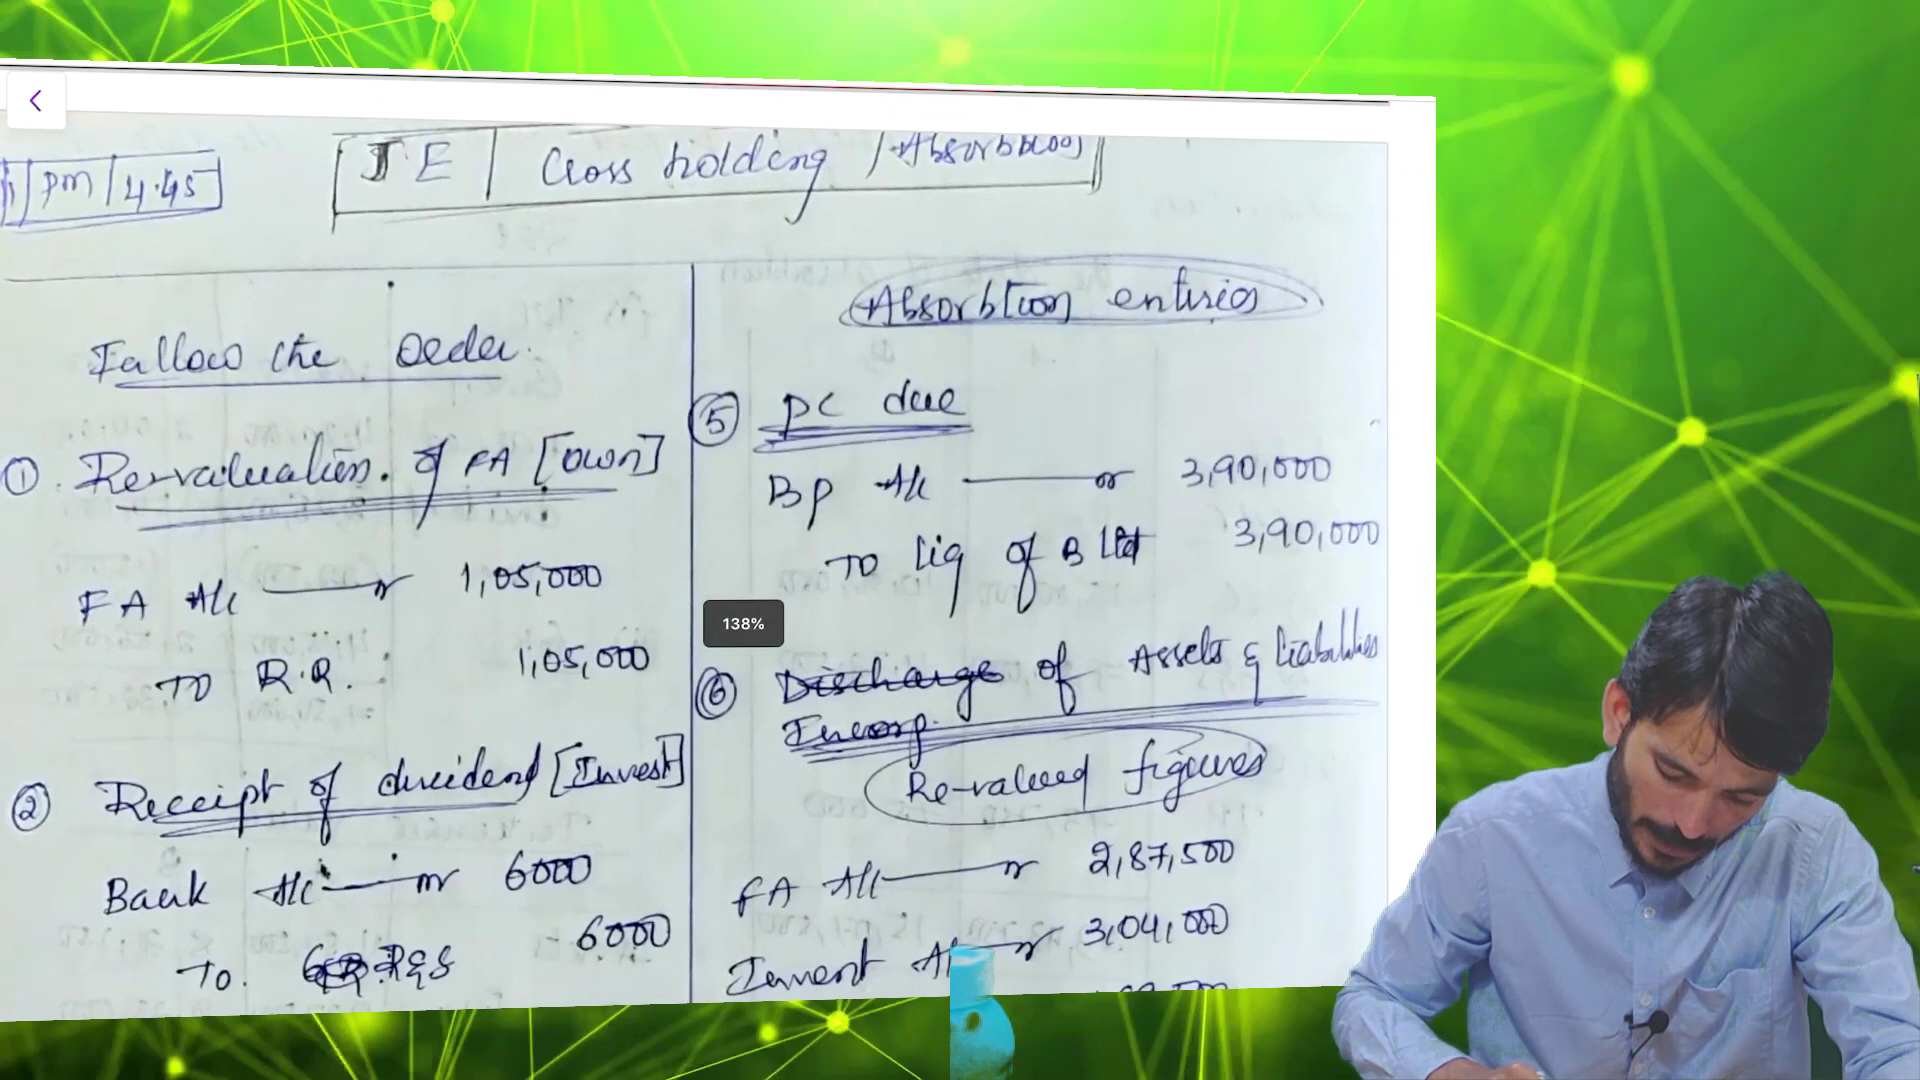 PM | 4.45
JE | Cross holding / Absorbtion
Follow the Order.
① Re-valuation of FA [Own]
FA A/c — Dr 1,05,000
TO R.R. 1,05,000
② Receipt of dividend [Invest]
Bank A/c — Dr 6000
To. P&L 6000
Absorbtion entries
⑤ PC due
BP A/c — Dr 3,90,000
TO Liq of B Ltd 3,90,000
138%
⑥ Discharge of Assets & Liabilities
Incorp.
Re-valued figures
FA A/c — Dr 2,87,500
Invest A/c — Dr 3,04,000